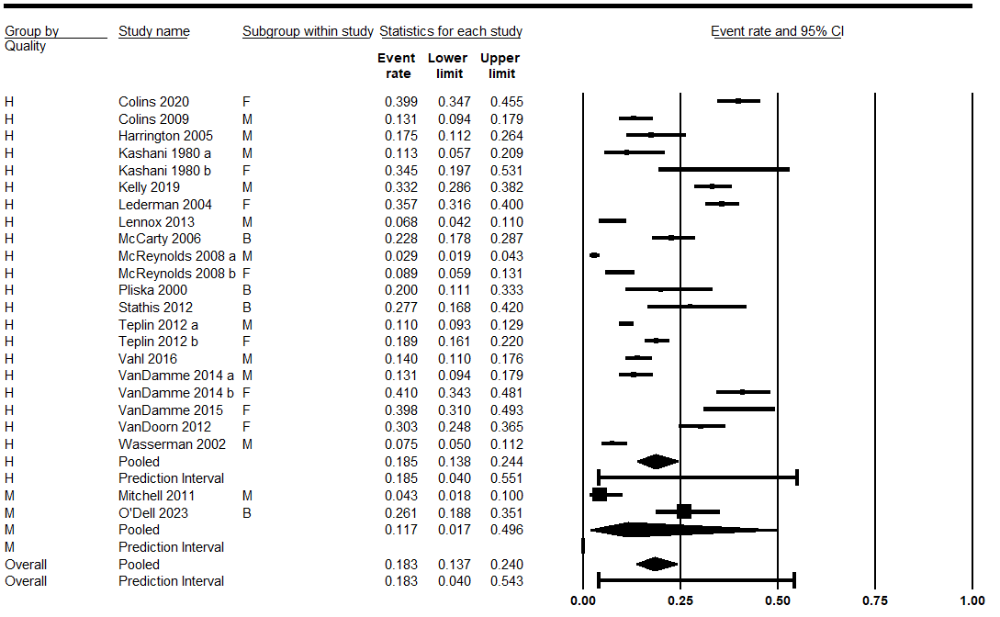 Group by Quality Study name Subgroup within study Statistics for each study Event rate and 95% CI
Event rate Lower limit Upper limit
H Colins 2020 F 0.399 0.347 0.455
H Colins 2009 M 0.131 0.094 0.179
H Harrington 2005 M 0.175 0.112 0.264
H Kashani 1980 a M 0.113 0.057 0.209
H Kashani 1980 b F 0.345 0.197 0.531
H Kelly 2019 M 0.332 0.286 0.382
H Lederman 2004 F 0.357 0.316 0.400
H Lennox 2013 M 0.068 0.042 0.110
H McCarty 2006 B 0.228 0.178 0.287
H McReynolds 2008 a M 0.029 0.019 0.043
H McReynolds 2008 b F 0.089 0.059 0.131
H Pliska 2000 B 0.200 0.111 0.333
H Stathis 2012 B 0.277 0.168 0.420
H Teplin 2012 a M 0.110 0.093 0.129
H Teplin 2012 b F 0.189 0.161 0.220
H Vahl 2016 M 0.140 0.110 0.176
H VanDamme 2014 a M 0.131 0.094 0.179
H VanDamme 2014 b F 0.410 0.343 0.481
H VanDamme 2015 F 0.398 0.310 0.493
H VanDoorn 2012 F 0.303 0.248 0.365
H Wasserman 2002 M 0.075 0.050 0.112
H Pooled 0.185 0.138 0.244
H Prediction Interval 0.185 0.040 0.551
M Mitchell 2011 M 0.043 0.018 0.100
M O'Dell 2023 B 0.261 0.188 0.351
M Pooled 0.117 0.017 0.496
M Prediction Interval
Overall Pooled 0.183 0.137 0.240
Overall Prediction Interval 0.183 0.040 0.543
0.00 0.25 0.50 0.75 1.00